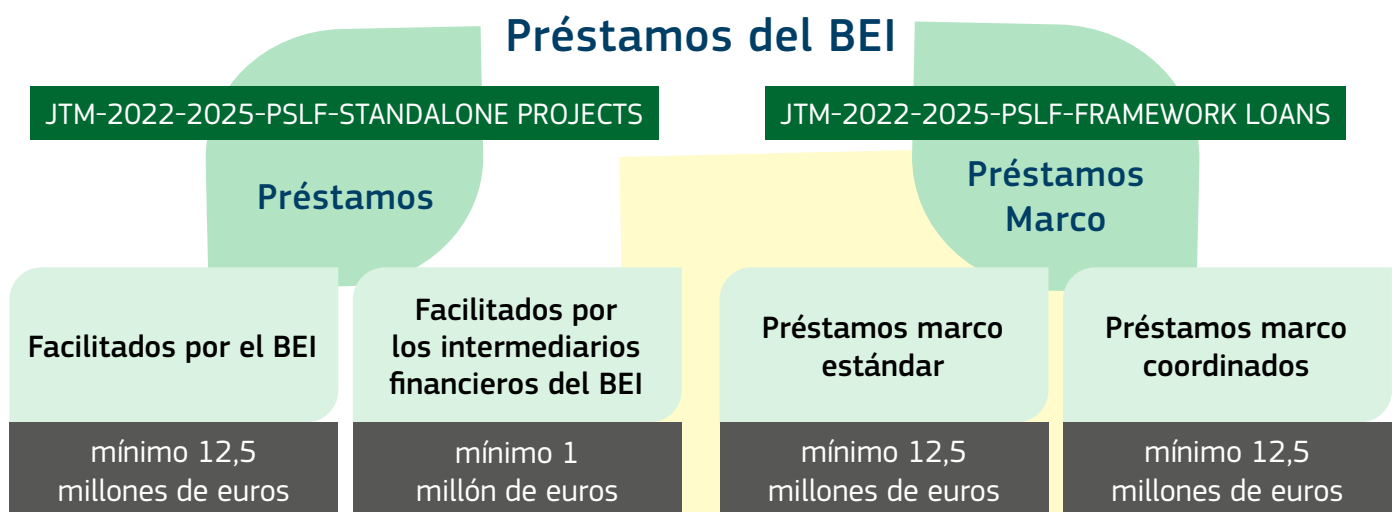 Préstamos del BEI
JTM-2022-2025-PSLF-STANDALONE PROJECTS
Préstamos
Facilitados por el BEI
mínimo 12,5
millones de euros
Facilitados por
los intermediarios
financieros del BEI
mínimo 1
millón de euros
JTM-2022-2025-PSLF-FRAMEWORK LOANS
Préstamos
Marco
Préstamos marco
estándar
mínimo 12,5
millones de euros
Préstamos marco
coordinados
mínimo 12,5
millones de euros